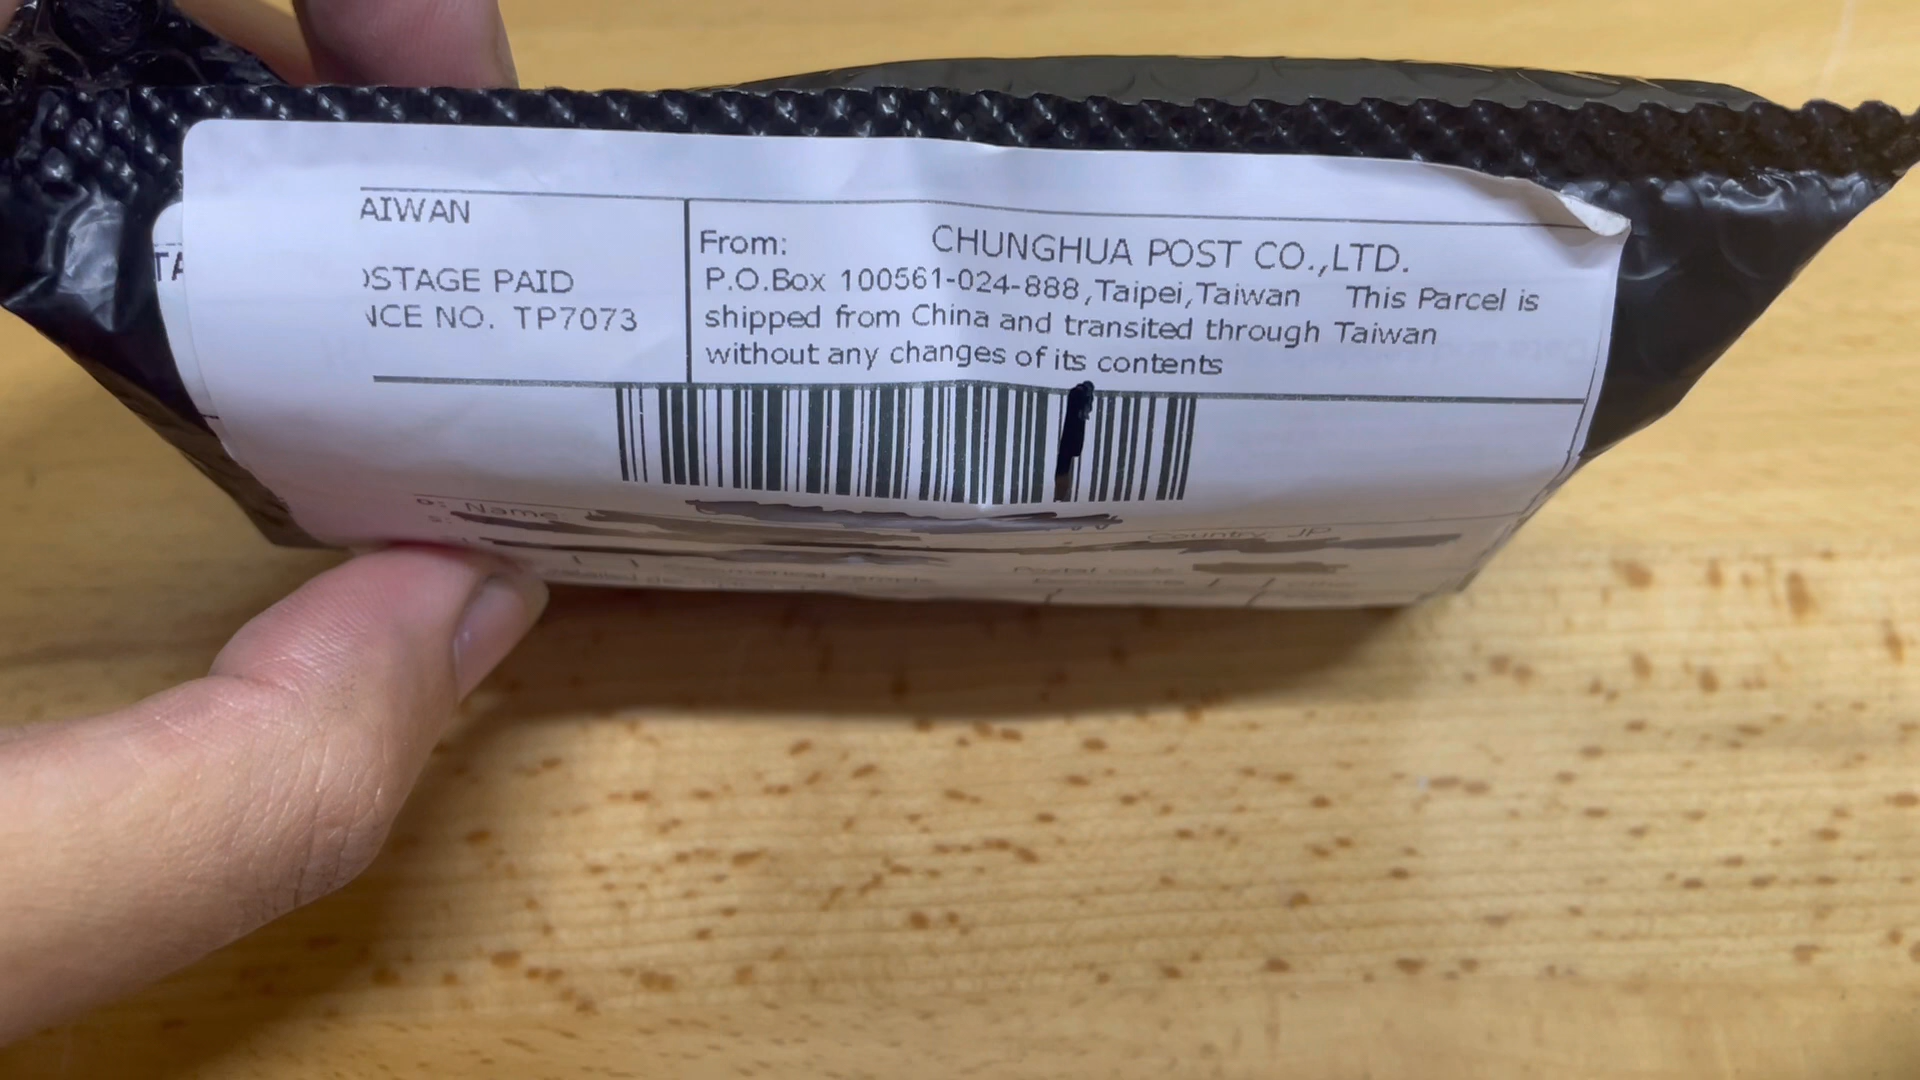 AIWAN
OSTAGE PAID
NCE NO. TP7073
TA
From: CHUNGHUA POST CO.,LTD.
P.O.Box 100561-024-888,Taipei,Taiwan This Parcel is
shipped from China and transited through Taiwan
without any changes of its contents
Name
Country JP
Postal code